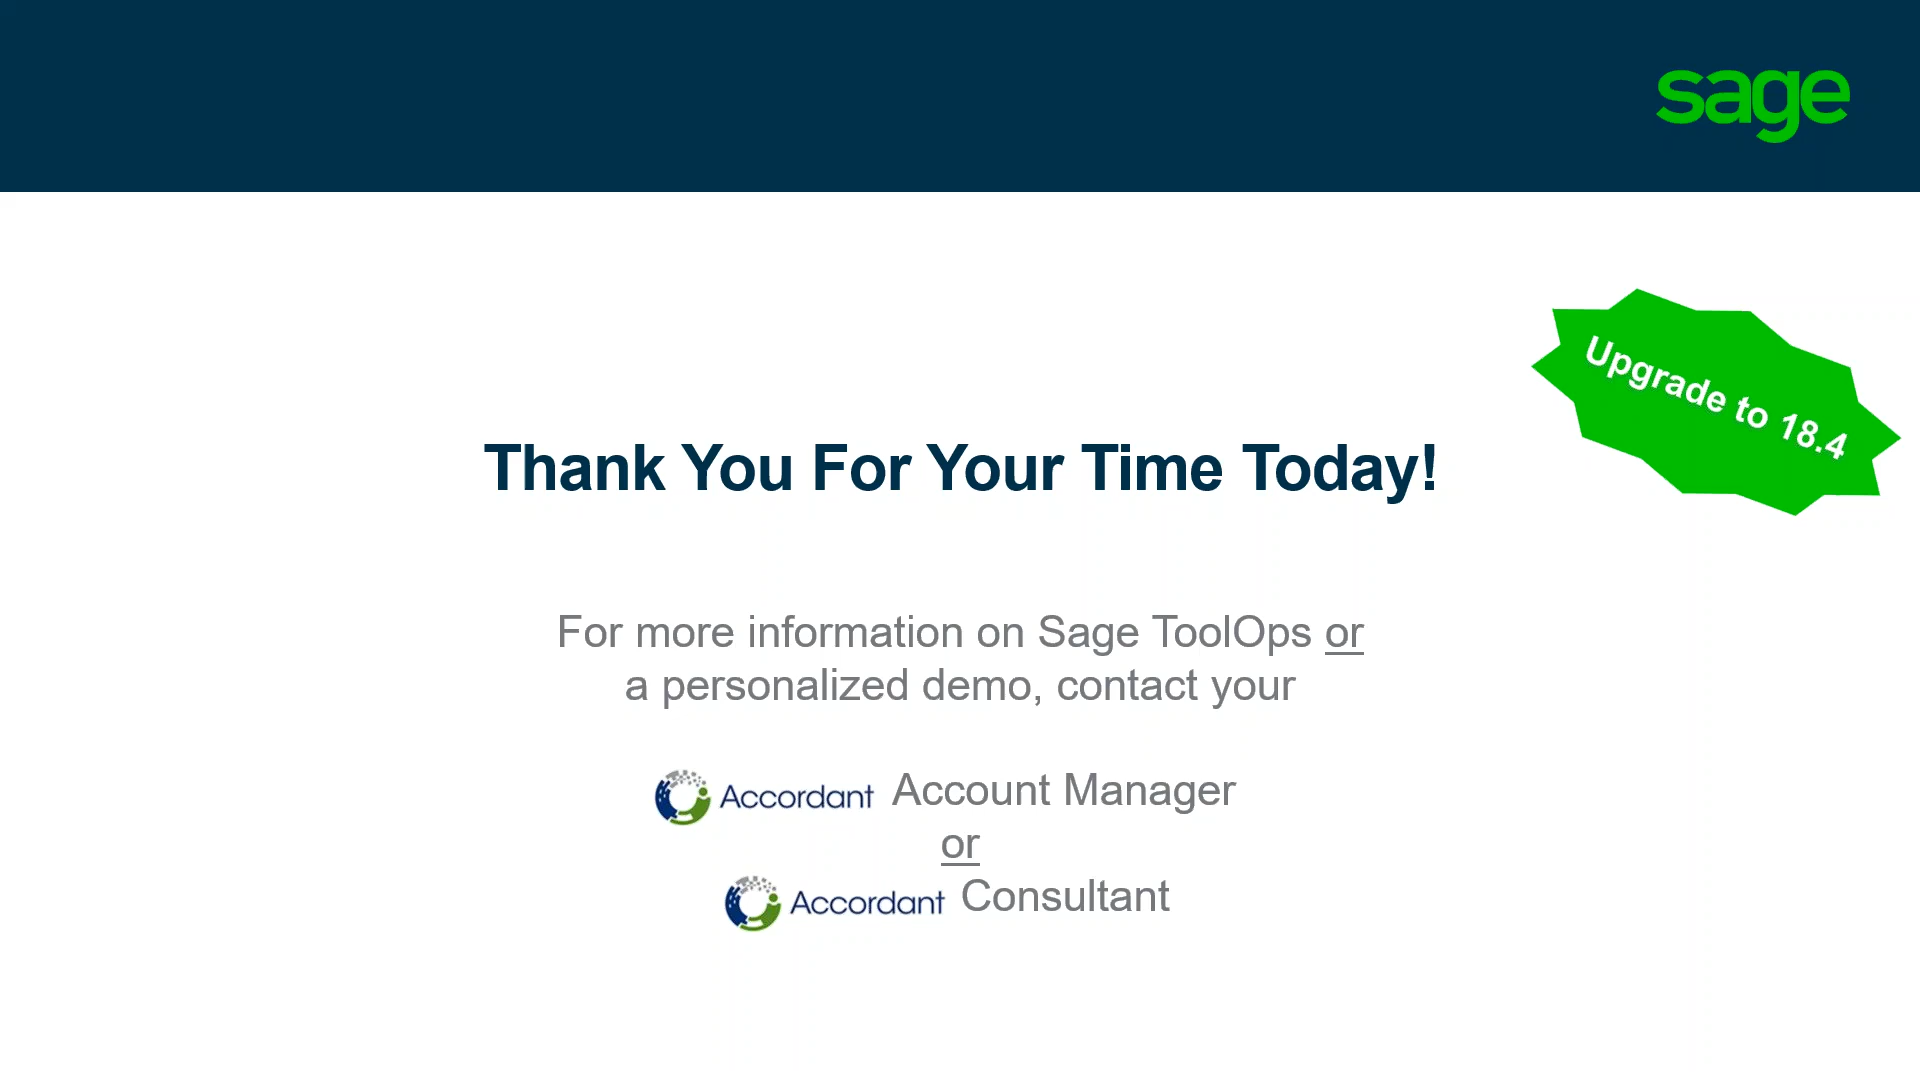 sage
Upgrade to 18.4
Thank You For Your Time Today!
For more information on Sage ToolOps or
a personalized demo, contact your
Accordant Account Manager
or
Accordant Consultant